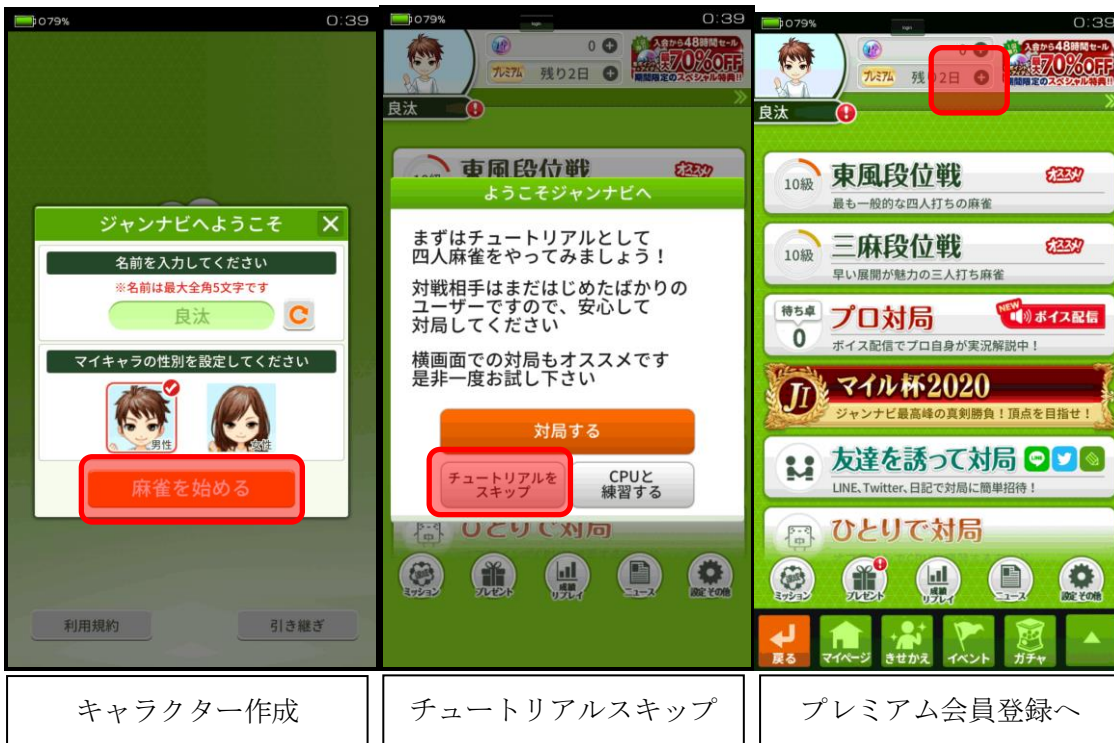 079%
0:39
ジャンナビへようこそ
名前を入力してください
※名前は最大全角5文字です
良汰
マイキャラの性別を設定してください
男性
女性
麻雀を始める
利用規約
引き継ぎ
キャラクター作成
079%
0:39
0
プレミアム 残り2日
入会から48時間セール
最大70%OFF
期間限定のスペシャル特典!!
良汰
東風段位戦
オススメ
ようこそジャンナビへ
まずはチュートリアルとして
四人麻雀をやってみましょう!
対戦相手はまだはじめたばかりの
ユーザーですので、安心して
対局してください
横画面での対局もオススメです
是非一度お試し下さい
対局する
チュートリアルを
スキップ
CPUと
練習する
ひとりで対局
ミッション
プレゼント
成績
リプレイ
ニュース
設定 その他
チュートリアルスキップ
079%
0:39
0
プレミアム 残り2日
入会から48時間セール
70%OFF
期間限定のスペシャル特典!!
良汰
10級
東風段位戦
オススメ
最も一般的な四人打ちの麻雀
10級
三麻段位戦
オススメ
早い展開が魅力の三人打ち麻雀
待ち卓
0
プロ対局
NEW
ボイス配信
ボイス配信でプロ自身が実況解説中!
JI
マイル杯2020
ジャンナビ最高峰の真剣勝負!頂点を目指せ!
友達を誘って対局
LINE
LINE、Twitter、日記で対局に簡単招待!
中
ひとりで対局
ミッション
プレゼント
成績
リプレイ
ニュース
設定 その他
戻る
マイページ
きせかえ
イベント
ガチャ
プレミアム会員登録へ